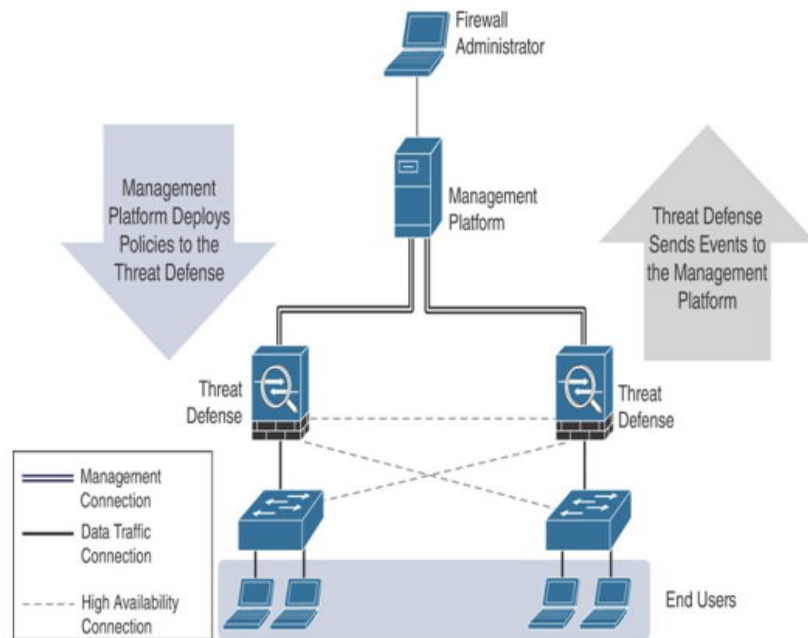 Firewall
Administrator
Management
Platform
Management
Platform Deploys
Policies to the
Threat Defense
Threat Defense
Sends Events to
the Management
Platform
Threat
Defense
Threat
Defense
Management
Connection
Data Traffic
Connection
High Availability
Connection
End Users